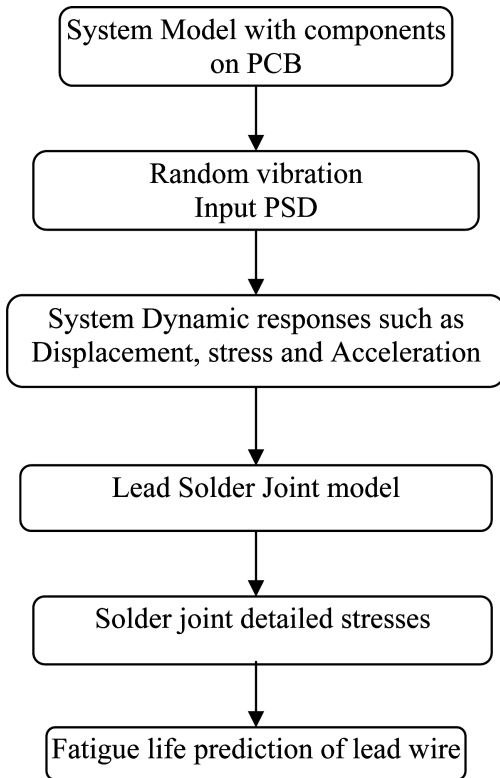 System Model with components
on PCB
Random vibration
Input PSD
System Dynamic responses such as
Displacement, stress and Acceleration
Lead Solder Joint model
Solder joint detailed stresses
Fatigue life prediction of lead wire